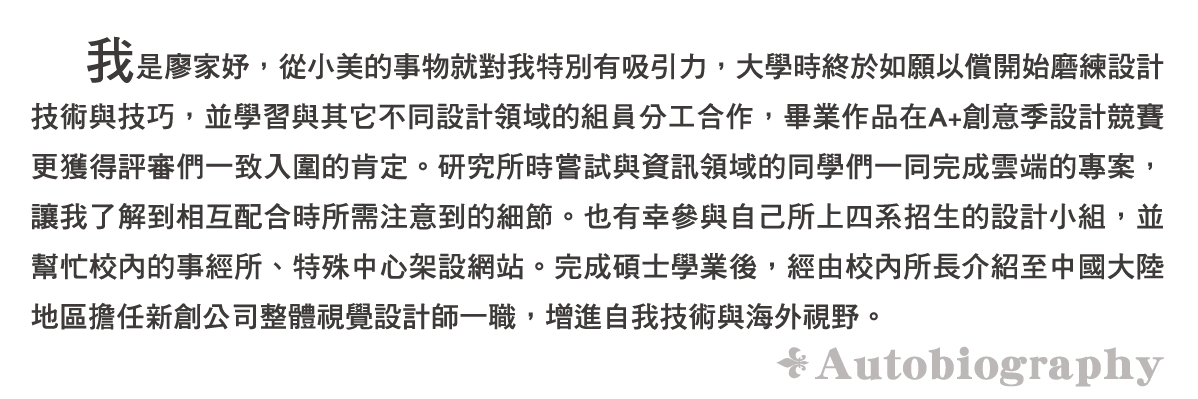 我是廖家妤，從小美的事物就對我特別有吸引力，大學時終於如願以償開始磨練設計
技術與技巧，並學習與其它不同設計領域的組員分工合作，畢業作品在A+創意季設計競賽
更獲得評審們一致入圍的肯定。研究所時嘗試與資訊領域的同學們一同完成雲端的專案，
讓我了解到相互配合時所需注意到的細節。也有幸參與自己所上四系招生的設計小組，並
幫忙校內的事經所、特殊中心架設網站。完成碩士學業後，經由校內所長介紹至中國大陸
地區擔任新創公司整體視覺設計師一職，增進自我技術與海外視野。
Autobiography